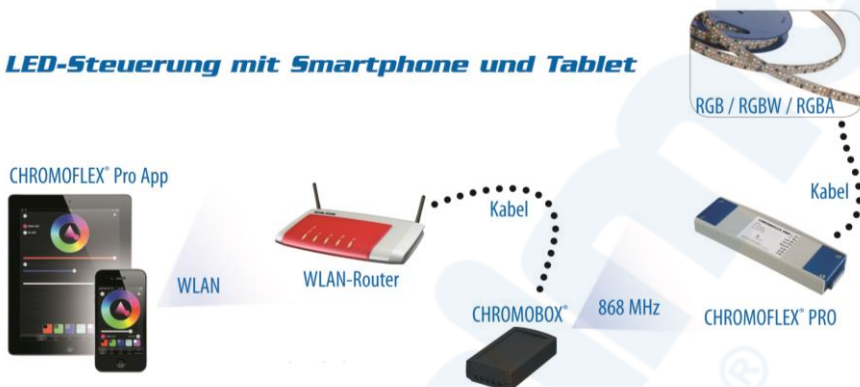 LED-Steuerung mit Smartphone und Tablet
RGB / RGBW / RGBA
CHROMOFLEX® Pro App
Kabel
Kabel
WLAN
WLAN-Router
CHROMOBOX®
868 MHz
CHROMOFLEX® PRO
®